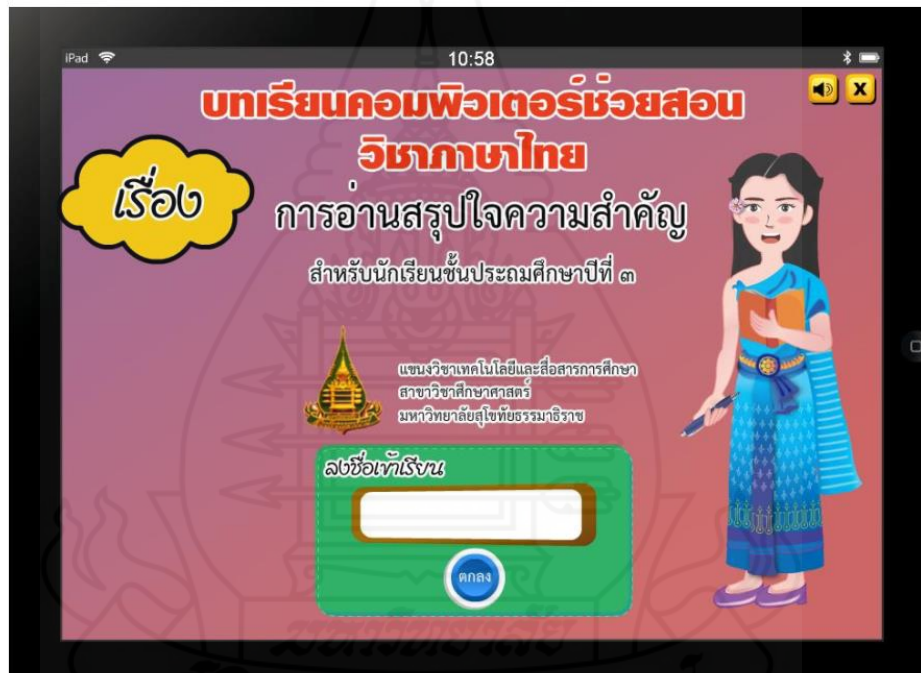 iPad 10:58
บทเรียนคอมพิวเตอร์ช่วยสอน
วิชาภาษาไทย
เรื่อง
การอ่านสรุปใจความสำคัญ
สำหรับนักเรียนชั้นประถมศึกษาปีที่ ๓
แขนงวิชาเทคโนโลยีและสื่อสารการศึกษา
สาขาวิชาศึกษาศาสตร์
มหาวิทยาลัยสุโขทัยธรรมาธิราช
ลงชื่อเข้าเรียน
ตกลง